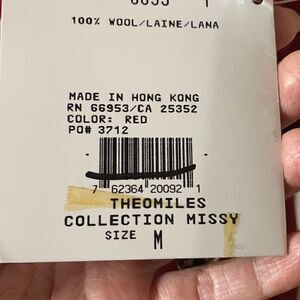 100% WOOL/LAINE/LANA
MADE IN HONG KONG
RN 66953/CA 25352
COLOR: RED
PO# 3712
7 62364 20092 1
THEOMILES
COLLECTION MISSY
SIZE M